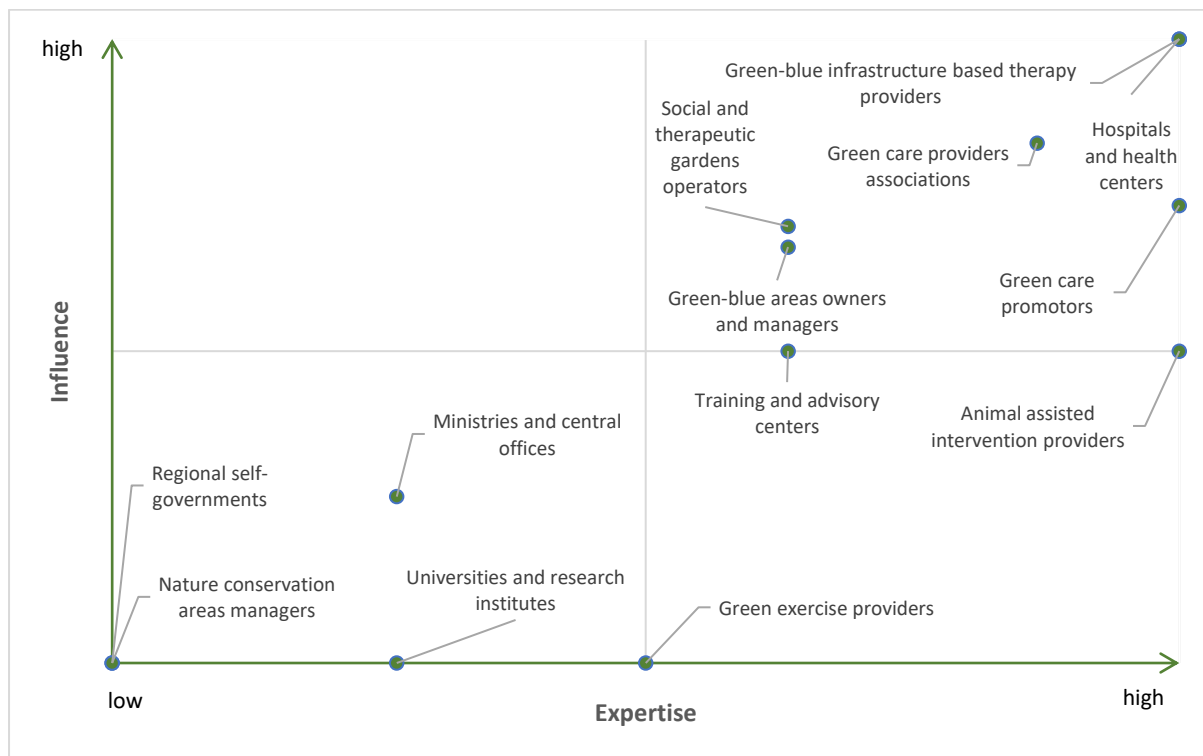 high
Green-blue infrastructure based therapy
providers
Social and
therapeutic
gardens
operators
Green care providers
associations
Hospitals
and health
centers
Green-blue areas owners
and managers
Green care
promotors
Influence
Training and advisory
centers
Animal assisted
intervention providers
Ministries and central
offices
Regional self-
governments
Nature conservation
areas managers
Universities and research
institutes
Green exercise providers
low
Expertise
high